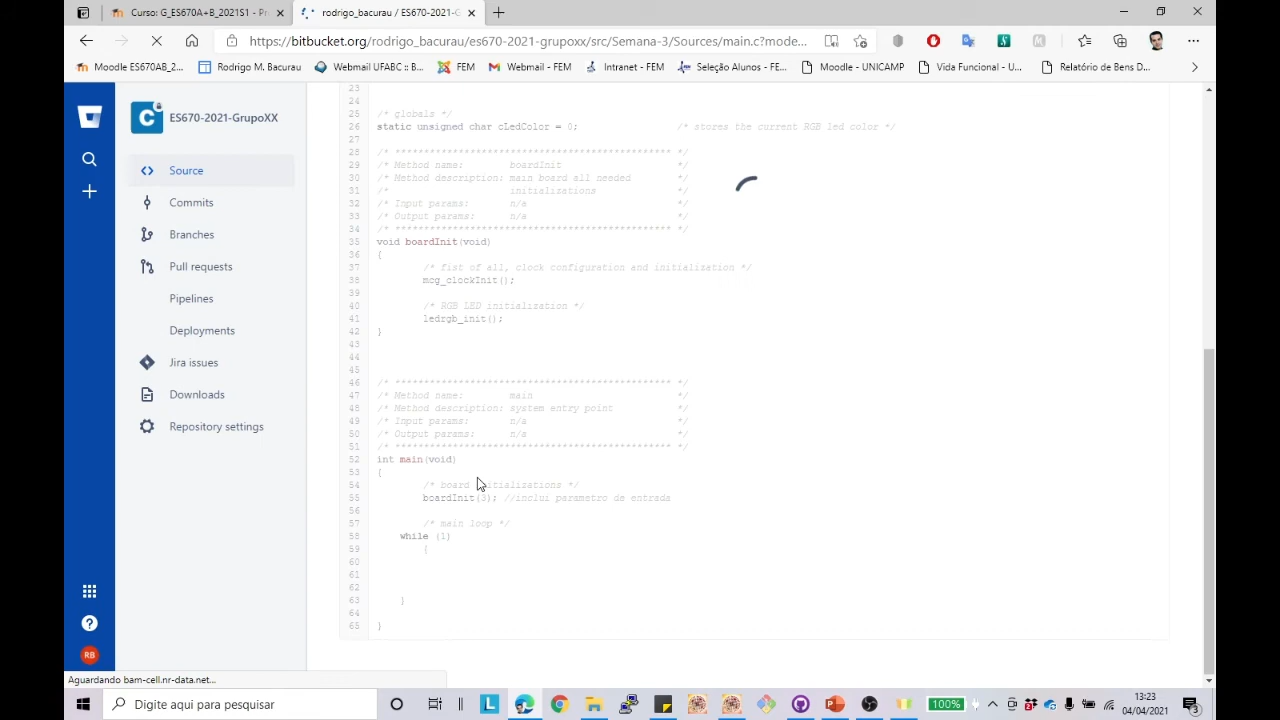 Curso: G_ES670A+B_2021S1 - Pr
rodrigo_bacurau / ES670-2021-G
https://bitbucket.org/rodrigo_bacurau/es670-2021-grupoxx/src/Semana-3/Sources/main.c?mode...
Moodle ES670AB_2...
Rodrigo M. Bacurau
Webmail UFABC :: B...
FEM
Webmail - FEM
Intranet - FEM
Seleção Alunos - FE...
Moodle - UNICAMP
Vida Funcional - U...
Relatório de Bens D...
ES670-2021-GrupoXX
Source
Commits
Branches
Pull requests
Pipelines
Deployments
Jira issues
Downloads
Repository settings
RB
23
24
25 /* globals */
26 static unsigned char cLedColor = 0; /* stores the current RGB led color */
27
28 /* ************************************************ */
29 /* Method name: boardInit */
30 /* Method description: main board all needed */
31 /* initializations */
32 /* Input params: n/a */
33 /* Output params: n/a */
34 /* ************************************************ */
35 void boardInit(void)
36 {
37 /* fist of all, clock configuration and initialization */
38 mcg_clockInit();
39
40 /* RGB LED initialization */
41 ledrgb_init();
42 }
43
44
45
46 /* ************************************************ */
47 /* Method name: main */
48 /* Method description: system entry point */
49 /* Input params: n/a */
50 /* Output params: n/a */
51 /* ************************************************ */
52 int main(void)
53 {
54 /* board initializations */
55 boardInit(3); //inclui parametro de entrada
56
57 /* main loop */
58 while (1)
59 {
60
61
62
63 }
64
65 }
Aguardando bam-cell.nr-data.net...
Digite aqui para pesquisar
100%
13:23
04/04/2021